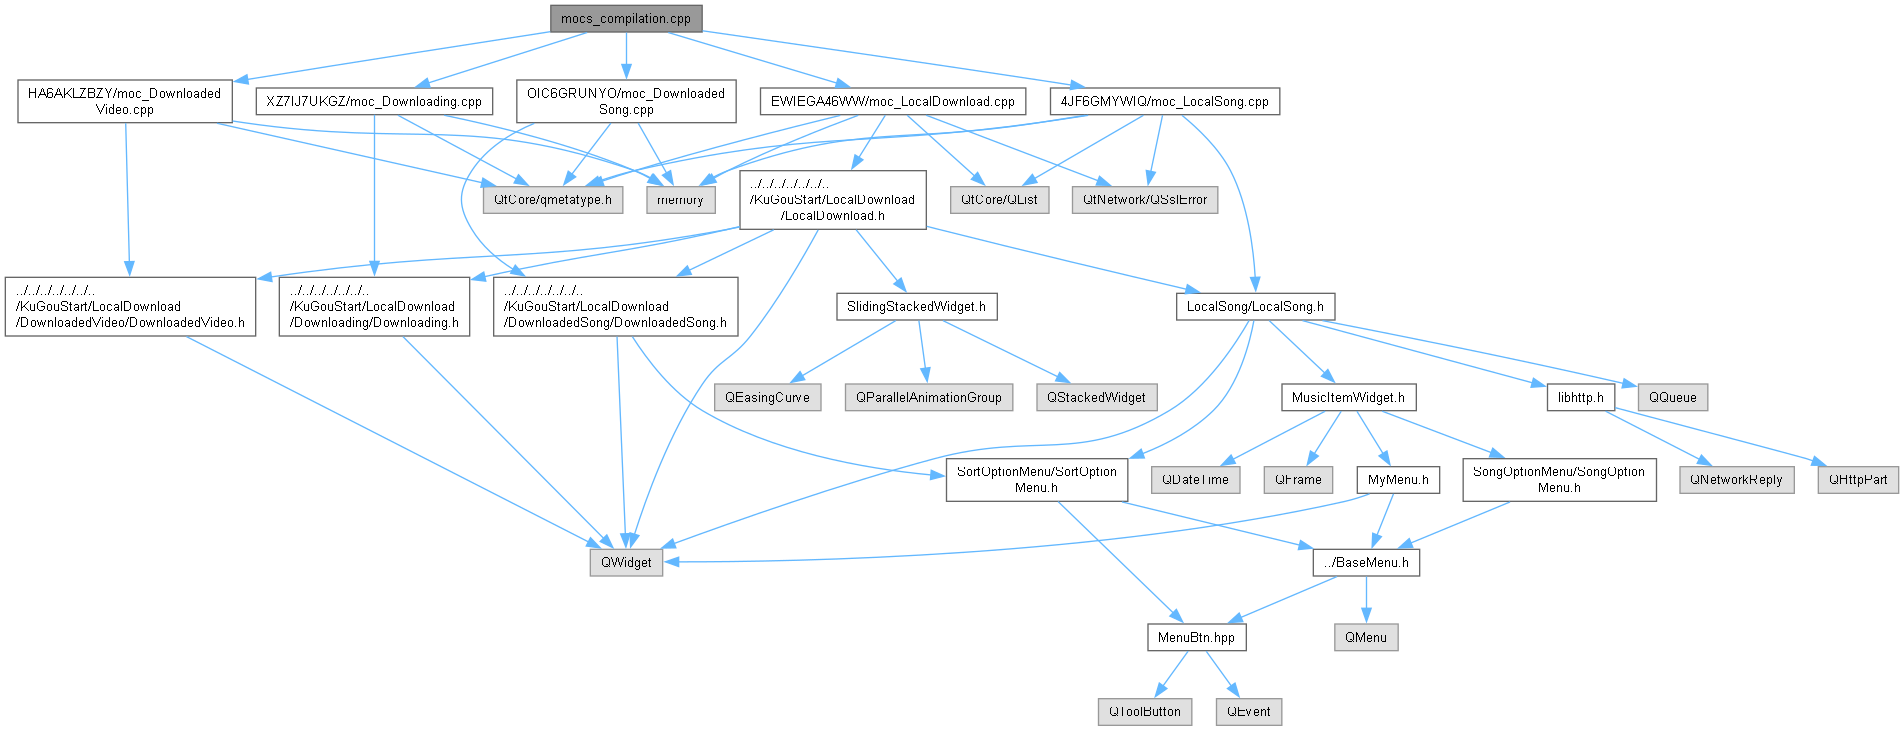 mocs_compilation.cpp
HA6AKLZBZY/moc_Downloaded
Video.cpp
XZ7IJ7UKGZ/moc_Downloading.cpp
OIC6GRUNYO/moc_Downloaded
Song.cpp
EWIEGA46WW/moc_LocalDownload.cpp
4JF6GMYWIQ/moc_LocalSong.cpp
QtCore/qmetatype.h
memory
../../../../../../..
/KuGouStart/LocalDownload
/LocalDownload.h
QtCore/QList
QtNetwork/QSslError
../../../../../../..
/KuGouStart/LocalDownload
/DownloadedVideo/DownloadedVideo.h
../../../../../../..
/KuGouStart/LocalDownload
/Downloading/Downloading.h
../../../../../../..
/KuGouStart/LocalDownload
/DownloadedSong/DownloadedSong.h
SlidingStackedWidget.h
LocalSong/LocalSong.h
QEasingCurve
QParallelAnimationGroup
QStackedWidget
MusicItemWidget.h
libhttp.h
QQueue
SortOptionMenu/SortOption
Menu.h
QDateTime
QFrame
MyMenu.h
SongOptionMenu/SongOption
Menu.h
QNetworkReply
QHttpPart
QWidget
../BaseMenu.h
MenuBtn.hpp
QMenu
QToolButton
QEvent